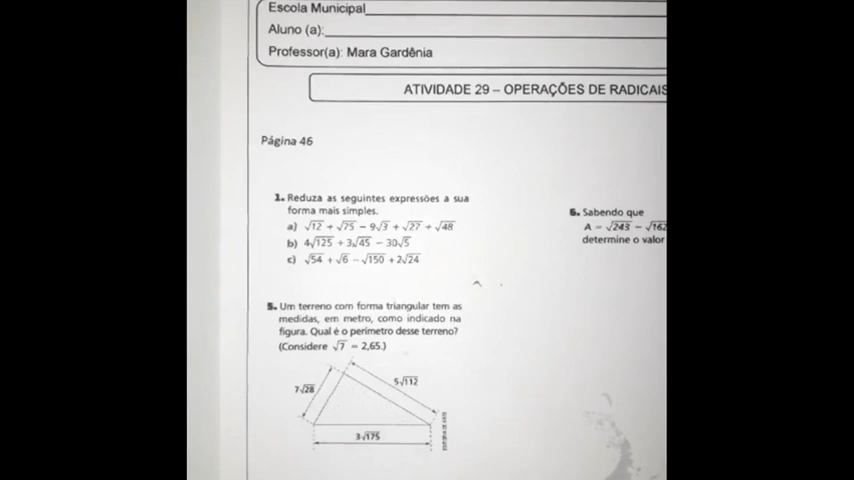 Escola Municipal
Aluno (a):
Professor(a): Mara Gardênia
ATIVIDADE 29 – OPERAÇÕES DE RADICAIS
Página 46
1. Reduza as seguintes expressões a sua
forma mais simples.
a) √12 + √75 − 9√3 + √27 + √48
b) 4√125 + 3√45 − 30√5
c) √54 + √6 − √150 + 2√24
5. Um terreno com forma triangular tem as
medidas, em metro, como indicado na
figura. Qual é o perímetro desse terreno?
(Considere √7 = 2,65.)
7√28
5√112
3√175
6. Sabendo que
A = √243 − √162
determine o valor